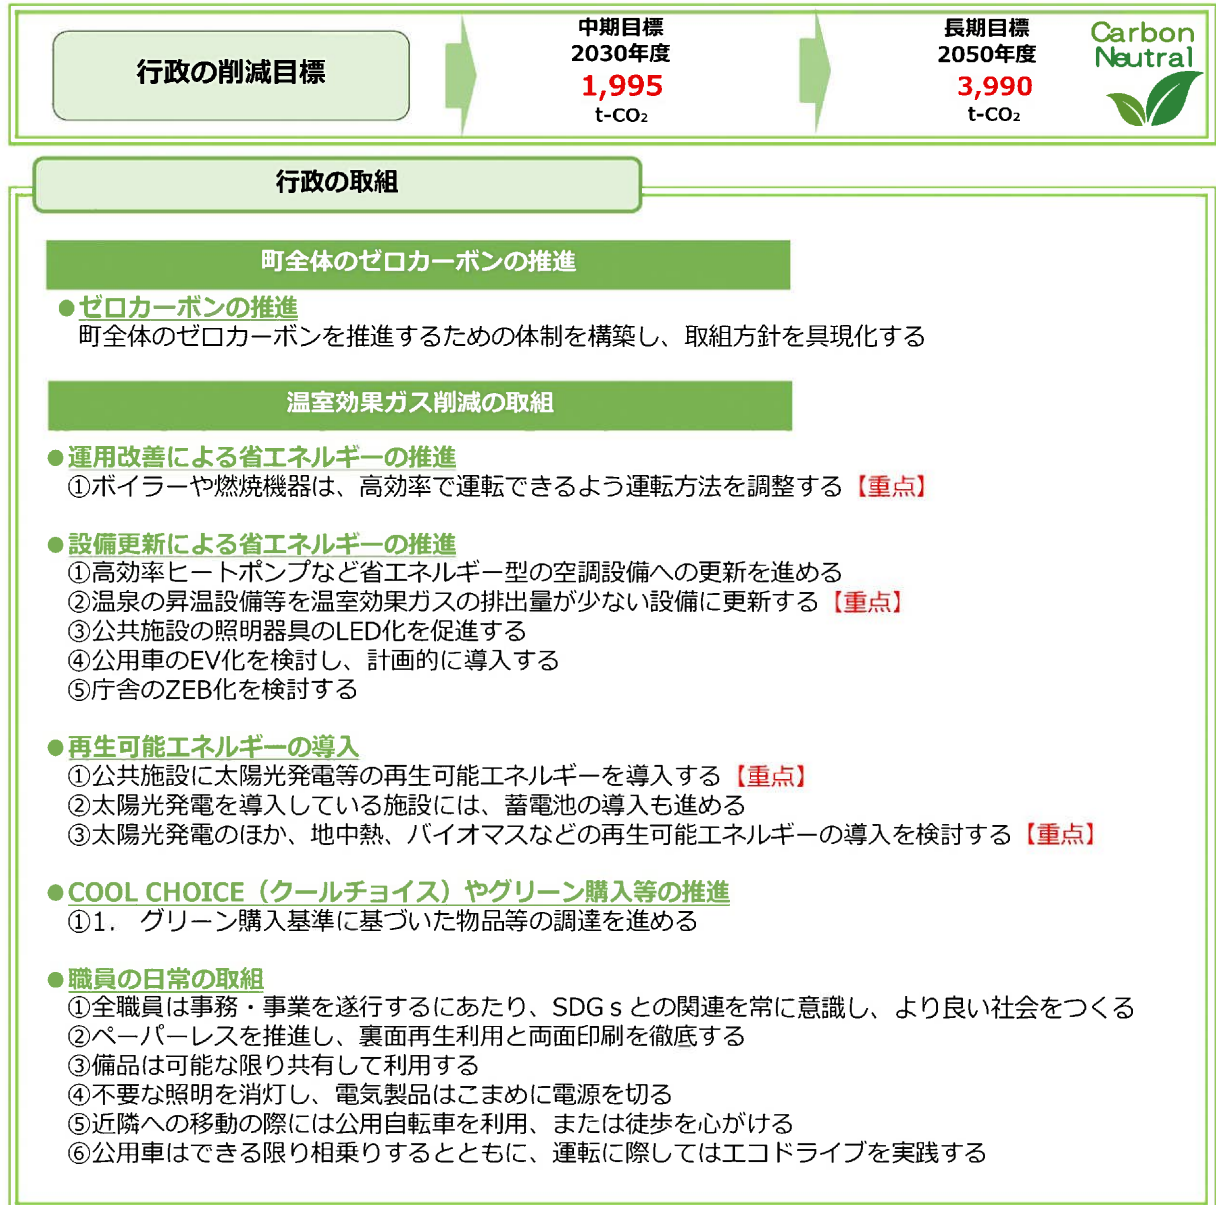 行政の削減目標
中期目標
2030年度
1,995
t-CO₂
長期目標
2050年度
3,990
t-CO₂
Carbon
Neutral
行政の取組
町全体のゼロカーボンの推進
●ゼロカーボンの推進
町全体のゼロカーボンを推進するための体制を構築し、取組方針を具現化する
温室効果ガス削減の取組
●運用改善による省エネルギーの推進
①ボイラーや燃焼機器は、高効率で運転できるよう運転方法を調整する【重点】
●設備更新による省エネルギーの推進
①高効率ヒートポンプなど省エネルギー型の空調設備への更新を進める
②温泉の昇温設備等を温室効果ガスの排出量が少ない設備に更新する【重点】
③公共施設の照明器具のLED化を促進する
④公用車のEV化を検討し、計画的に導入する
⑤庁舎のZEB化を検討する
●再生可能エネルギーの導入
①公共施設に太陽光発電等の再生可能エネルギーを導入する【重点】
②太陽光発電を導入している施設には、蓄電池の導入も進める
③太陽光発電のほか、地中熱、バイオマスなどの再生可能エネルギーの導入を検討する【重点】
●COOL CHOICE（クールチョイス）やグリーン購入等の推進
①1.　グリーン購入基準に基づいた物品等の調達を進める
●職員の日常の取組
①全職員は事務・事業を遂行するにあたり、SDGｓとの関連を常に意識し、より良い社会をつくる
②ペーパーレスを推進し、裏面再生利用と両面印刷を徹底する
③備品は可能な限り共有して利用する
④不要な照明を消灯し、電気製品はこまめに電源を切る
⑤近隣への移動の際には公用自転車を利用、または徒歩を心がける
⑥公用車はできる限り相乗りするとともに、運転に際してはエコドライブを実践する